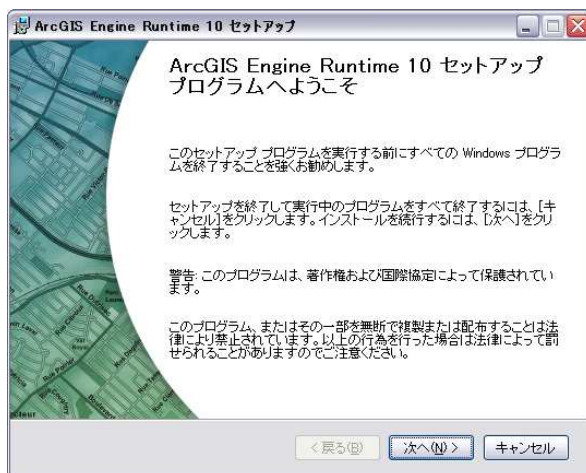 ArcGIS Engine Runtime 10 セットアップ
ArcGIS Engine Runtime 10 セットアップ
プログラムへようこそ
このセットアップ プログラムを実行する前にすべての Windows プログラ
ムを終了することを強くお勧めします。
セットアップを終了して実行中のプログラムをすべて終了するには、[キ
ャンセル]をクリックします。インストールを続行するには、[次へ]をクリ
ックします。
警告: このプログラムは、著作権および国際協定によって保護されてい
ます。
このプログラム、またはその一部を無断で複製または配布することは法
律により禁止されています。以上の行為を行った場合は法律によって罰
せられることがありますのでご注意ください。
< 戻る(B)
次へ(N) >
キャンセル